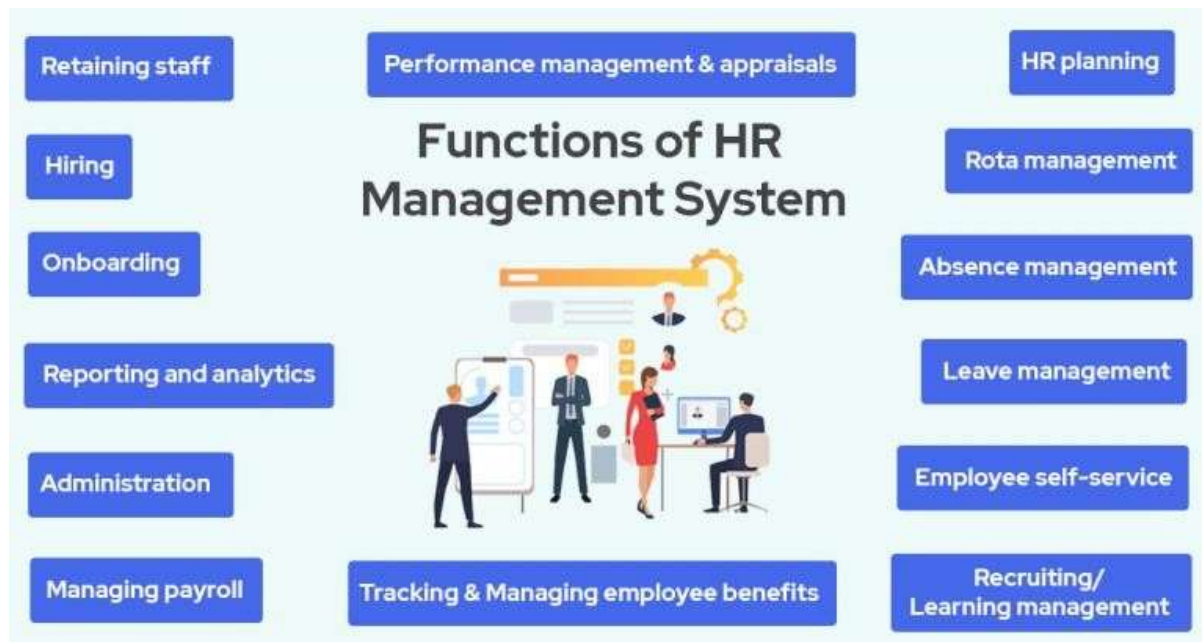 Retaining staff
Performance management & appraisals
HR planning
Functions of HR
Management System
Hiring
Rota management
Onboarding
Absence management
Reporting and analytics
Leave management
Administration
Employee self-service
Managing payroll
Tracking & Managing employee benefits
Recruiting/
Learning management